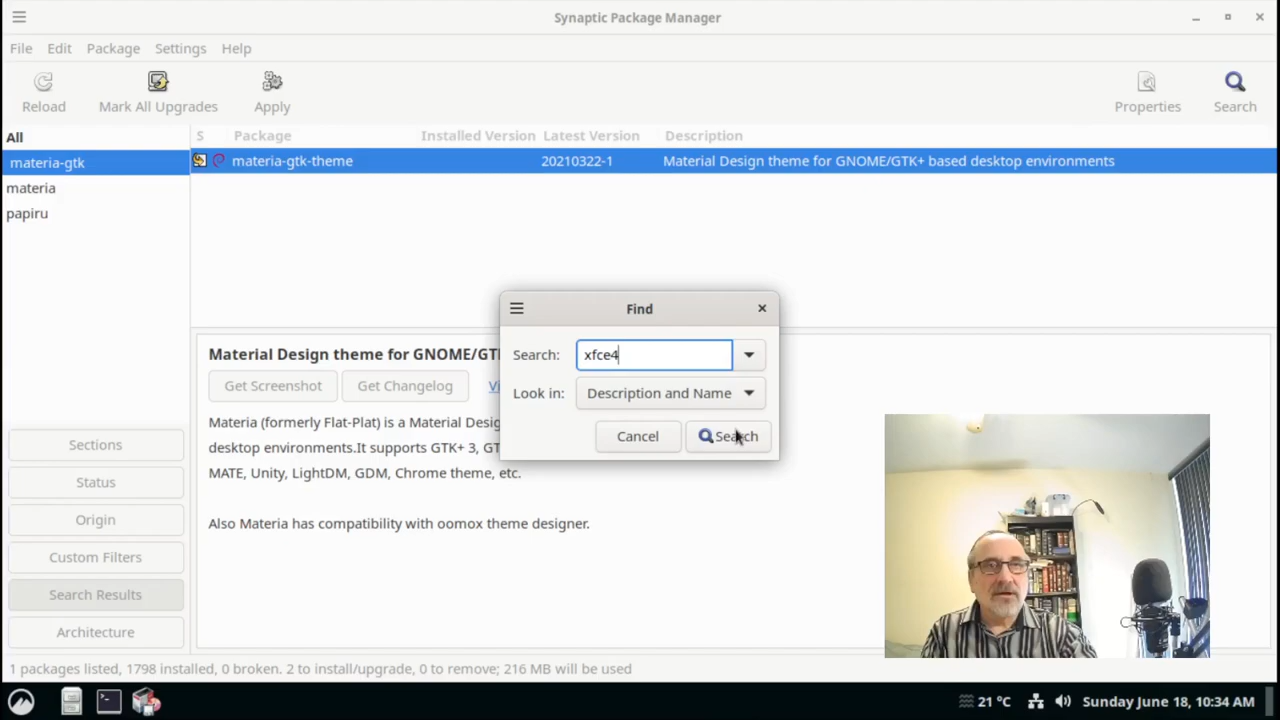 Synaptic Package Manager
File Edit Package Settings Help
Reload Mark All Upgrades Apply Properties Search
All
S Package Installed Version Latest Version Description
materia-gtk
materia-gtk-theme 20210322-1 Material Design theme for GNOME/GTK+ based desktop environments
materia
papiru
Find
Search: xfce4
Look in: Description and Name
Cancel Search
Material Design theme for GNOME/GT
Get Screenshot Get Changelog Vi
Materia (formerly Flat-Plat) is a Material Desig
desktop environments.It supports GTK+ 3, GT
MATE, Unity, LightDM, GDM, Chrome theme, etc.
Also Materia has compatibility with oomox theme designer.
Sections
Status
Origin
Custom Filters
Search Results
Architecture
1 packages listed, 1798 installed, 0 broken. 2 to install/upgrade, 0 to remove; 216 MB will be used
21 °C Sunday June 18, 10:34 AM